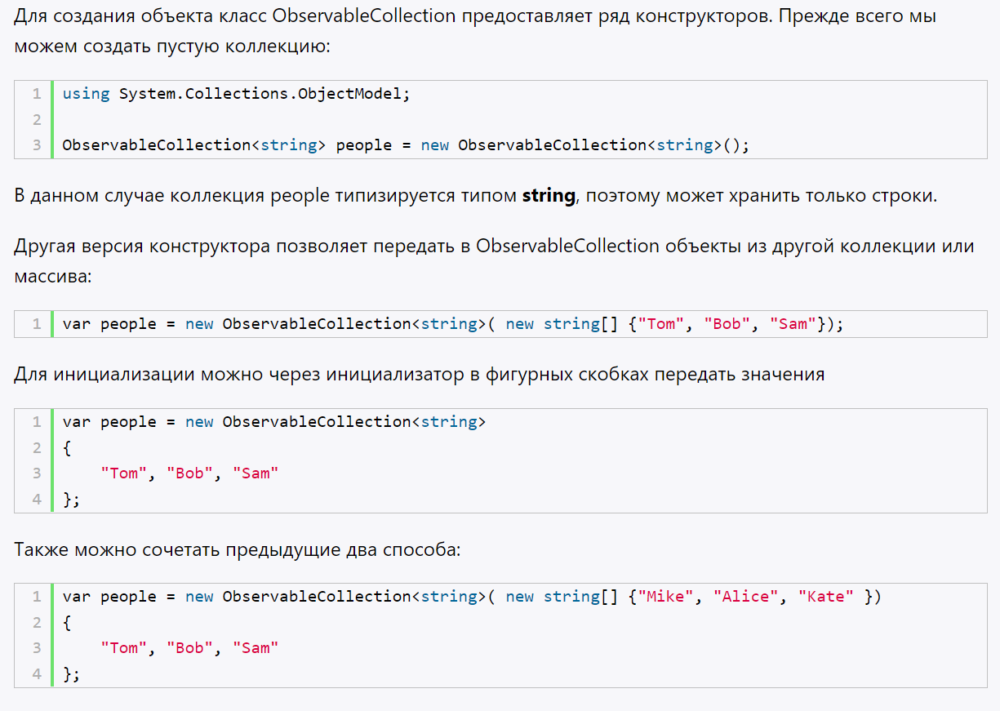 Для создания объекта класс ObservableCollection предоставляет ряд конструкторов. Прежде всего мы
можем создать пустую коллекцию:
1 using System.Collections.ObjectModel;
2
3 ObservableCollection<string> people = new ObservableCollection<string>();
В данном случае коллекция people типизируется типом string, поэтому может хранить только строки.
Другая версия конструктора позволяет передать в ObservableCollection объекты из другой коллекции или
массива:
1 var people = new ObservableCollection<string>( new string[] {"Tom", "Bob", "Sam"});
Для инициализации можно через инициализатор в фигурных скобках передать значения
1 var people = new ObservableCollection<string>
2 {
3     "Tom", "Bob", "Sam"
4 };
Также можно сочетать предыдущие два способа:
1 var people = new ObservableCollection<string>( new string[] {"Mike", "Alice", "Kate" })
2 {
3     "Tom", "Bob", "Sam"
4 };